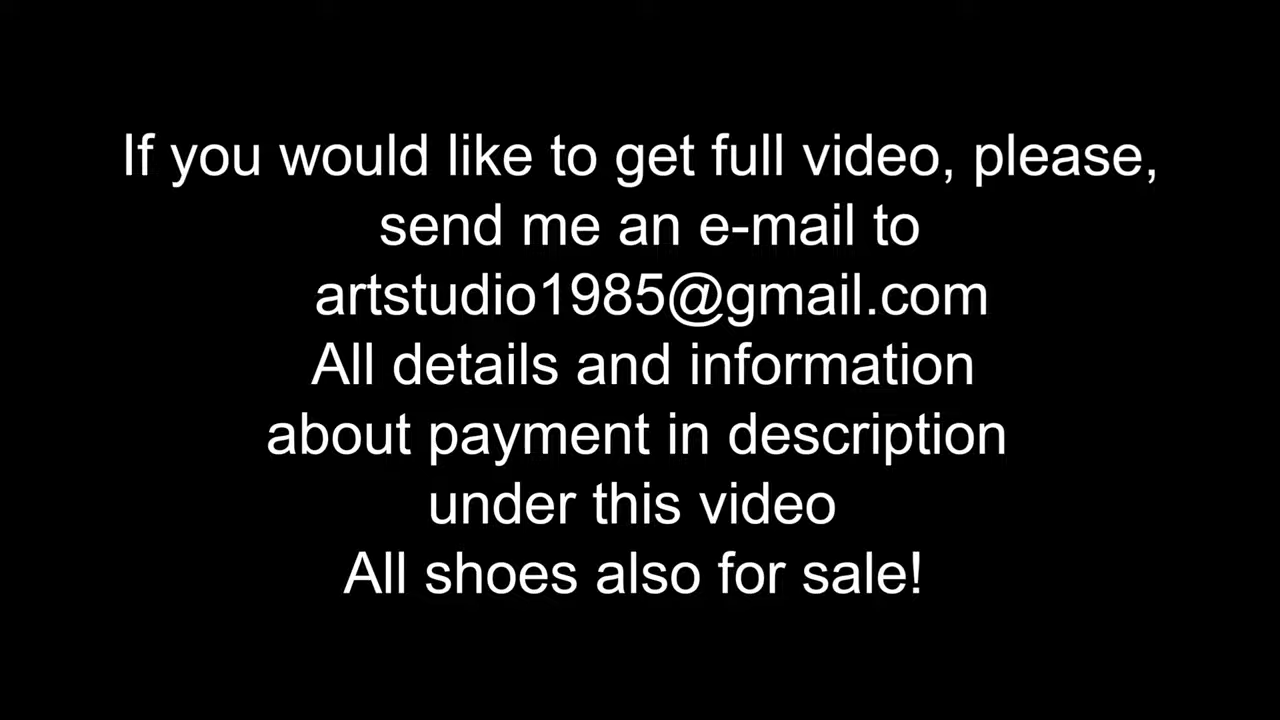 If you would like to get full video, please,
send me an e-mail to
artstudio1985@gmail.com
All details and information
about payment in description
under this video
All shoes also for sale!